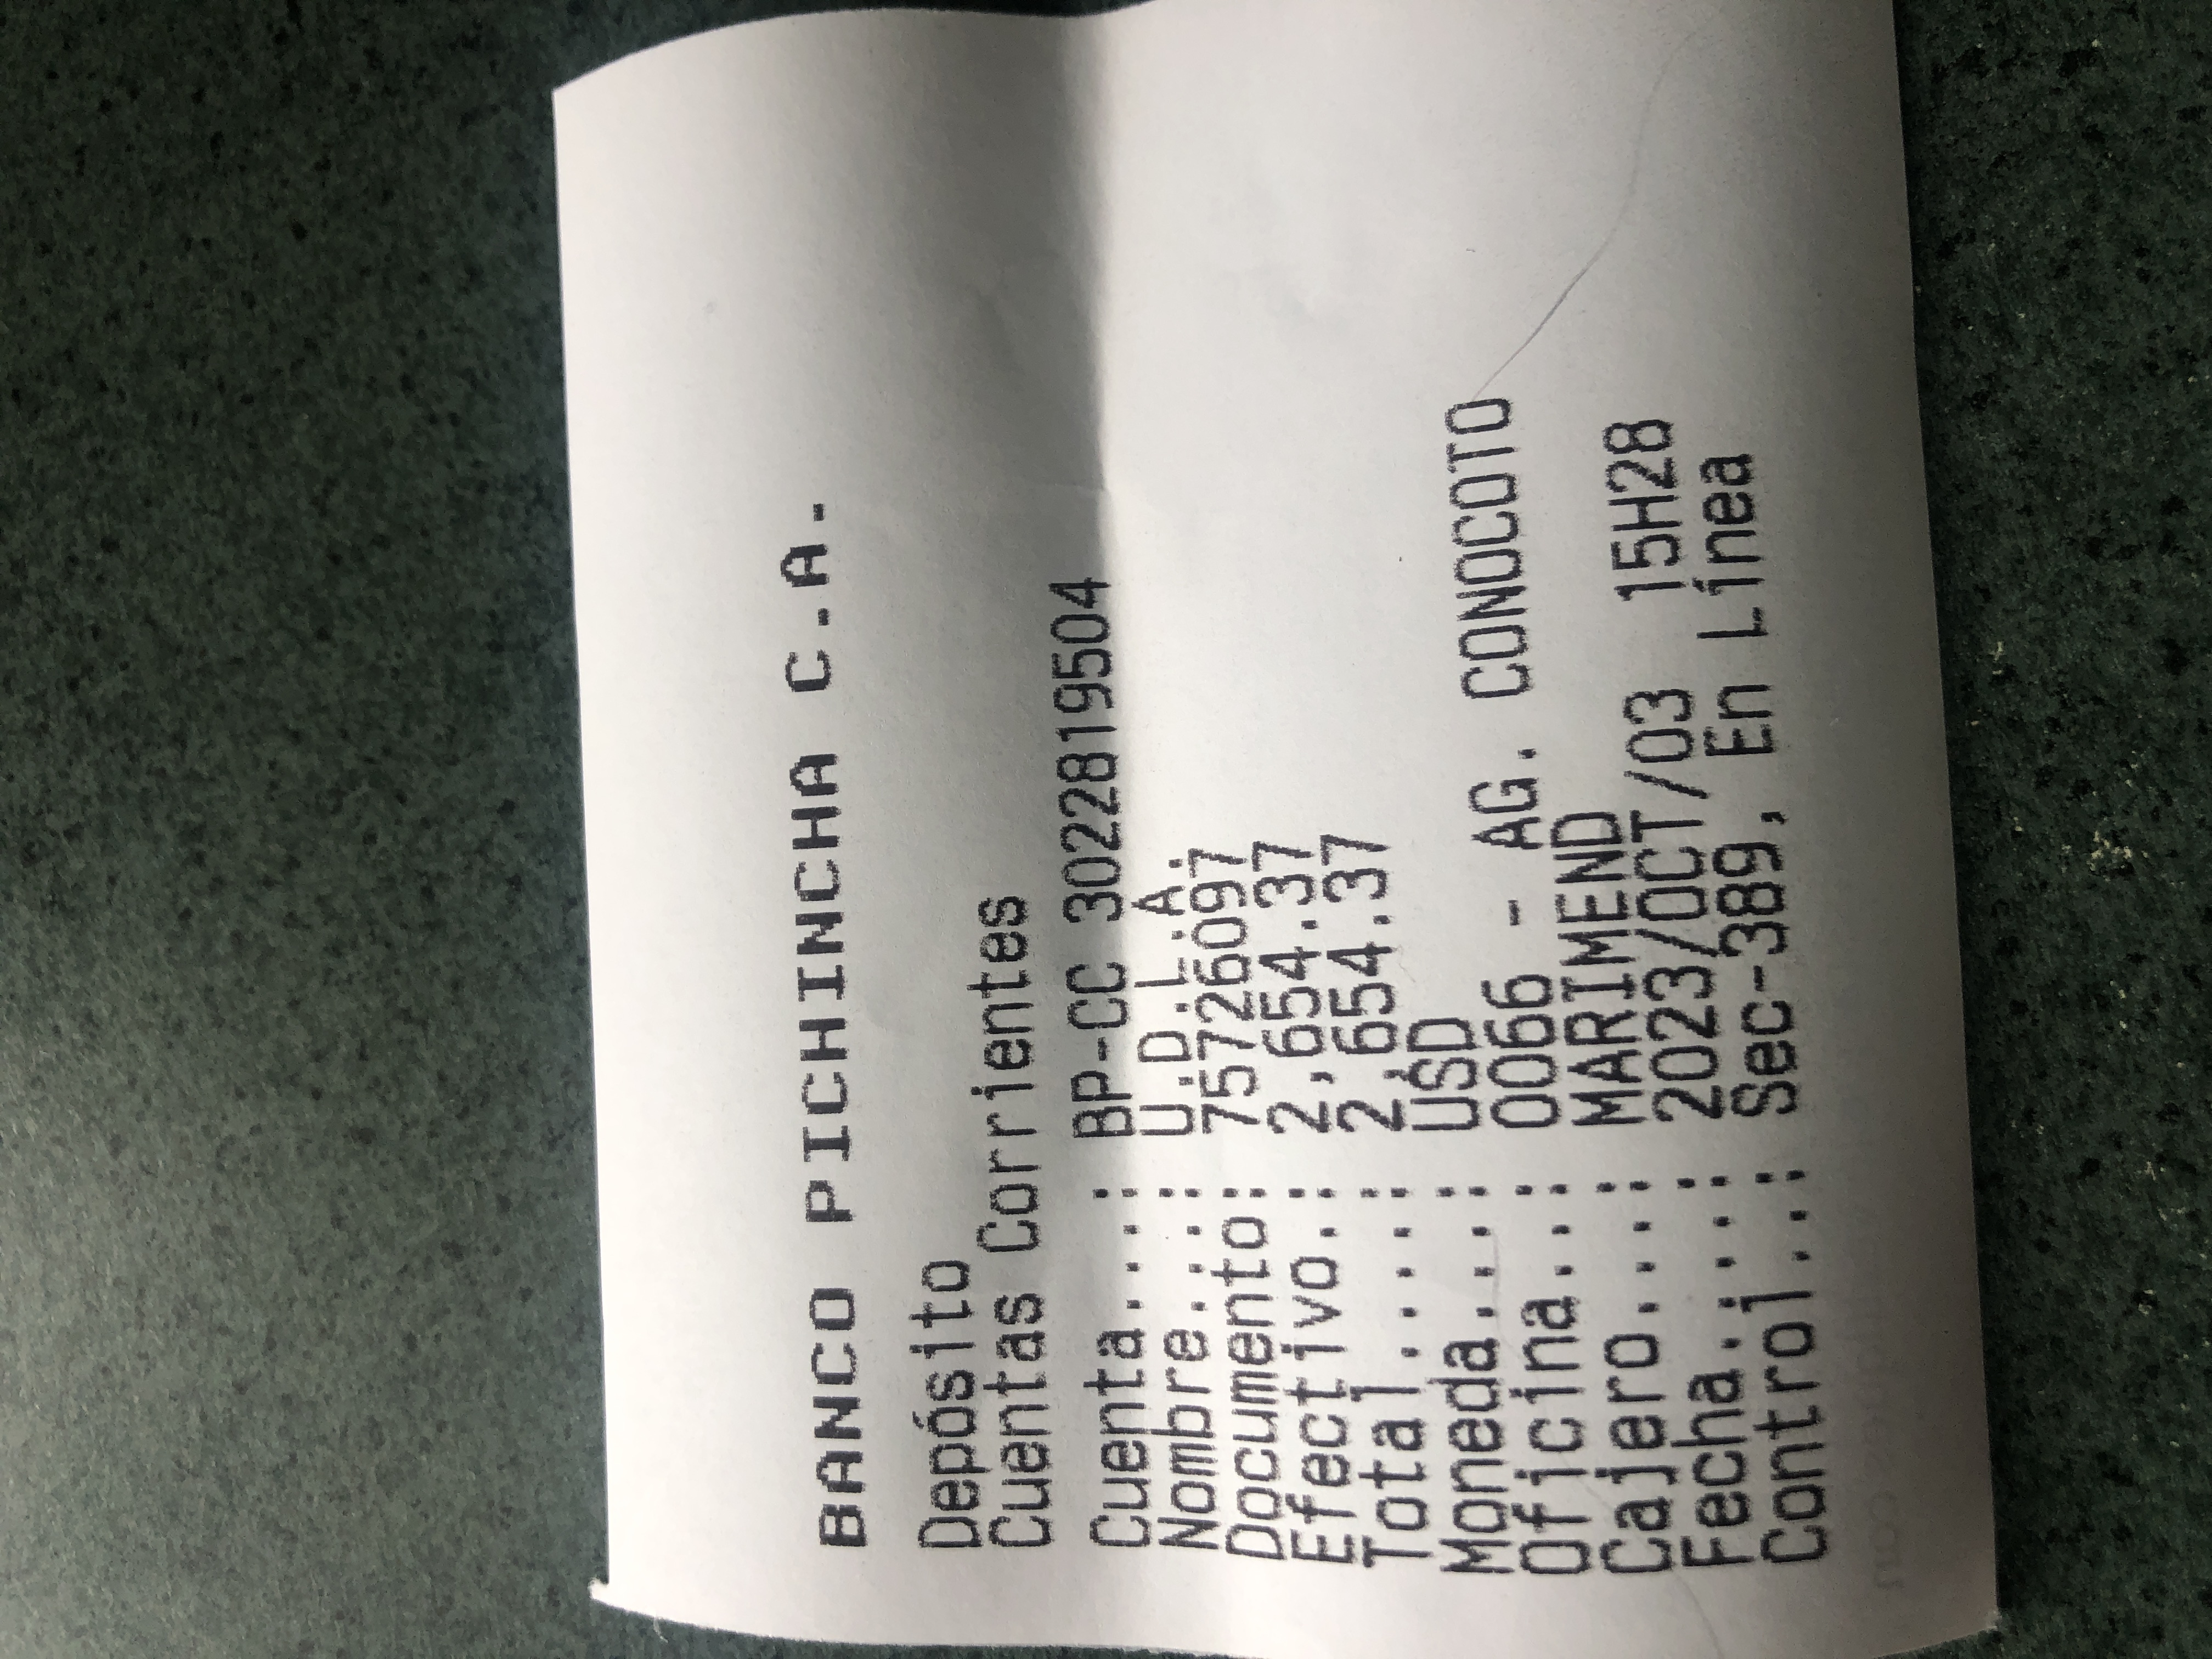 BANCO PICHINCHA C.A.
Depósito
Cuentas Corrientes
Cuenta....: BP-CC 3022819504
Nombre....: U.D.L.A.
Documento: 75726097
Efectivo.: 2,654.37
Total.....: 2,654.37
Moneda....: USD
Oficina...: 0066 - AG. CONOCOTO
Cajero....: MARIMEND
Fecha.....: 2023/OCT/03 15H28
Control...: Sec-389, En Línea